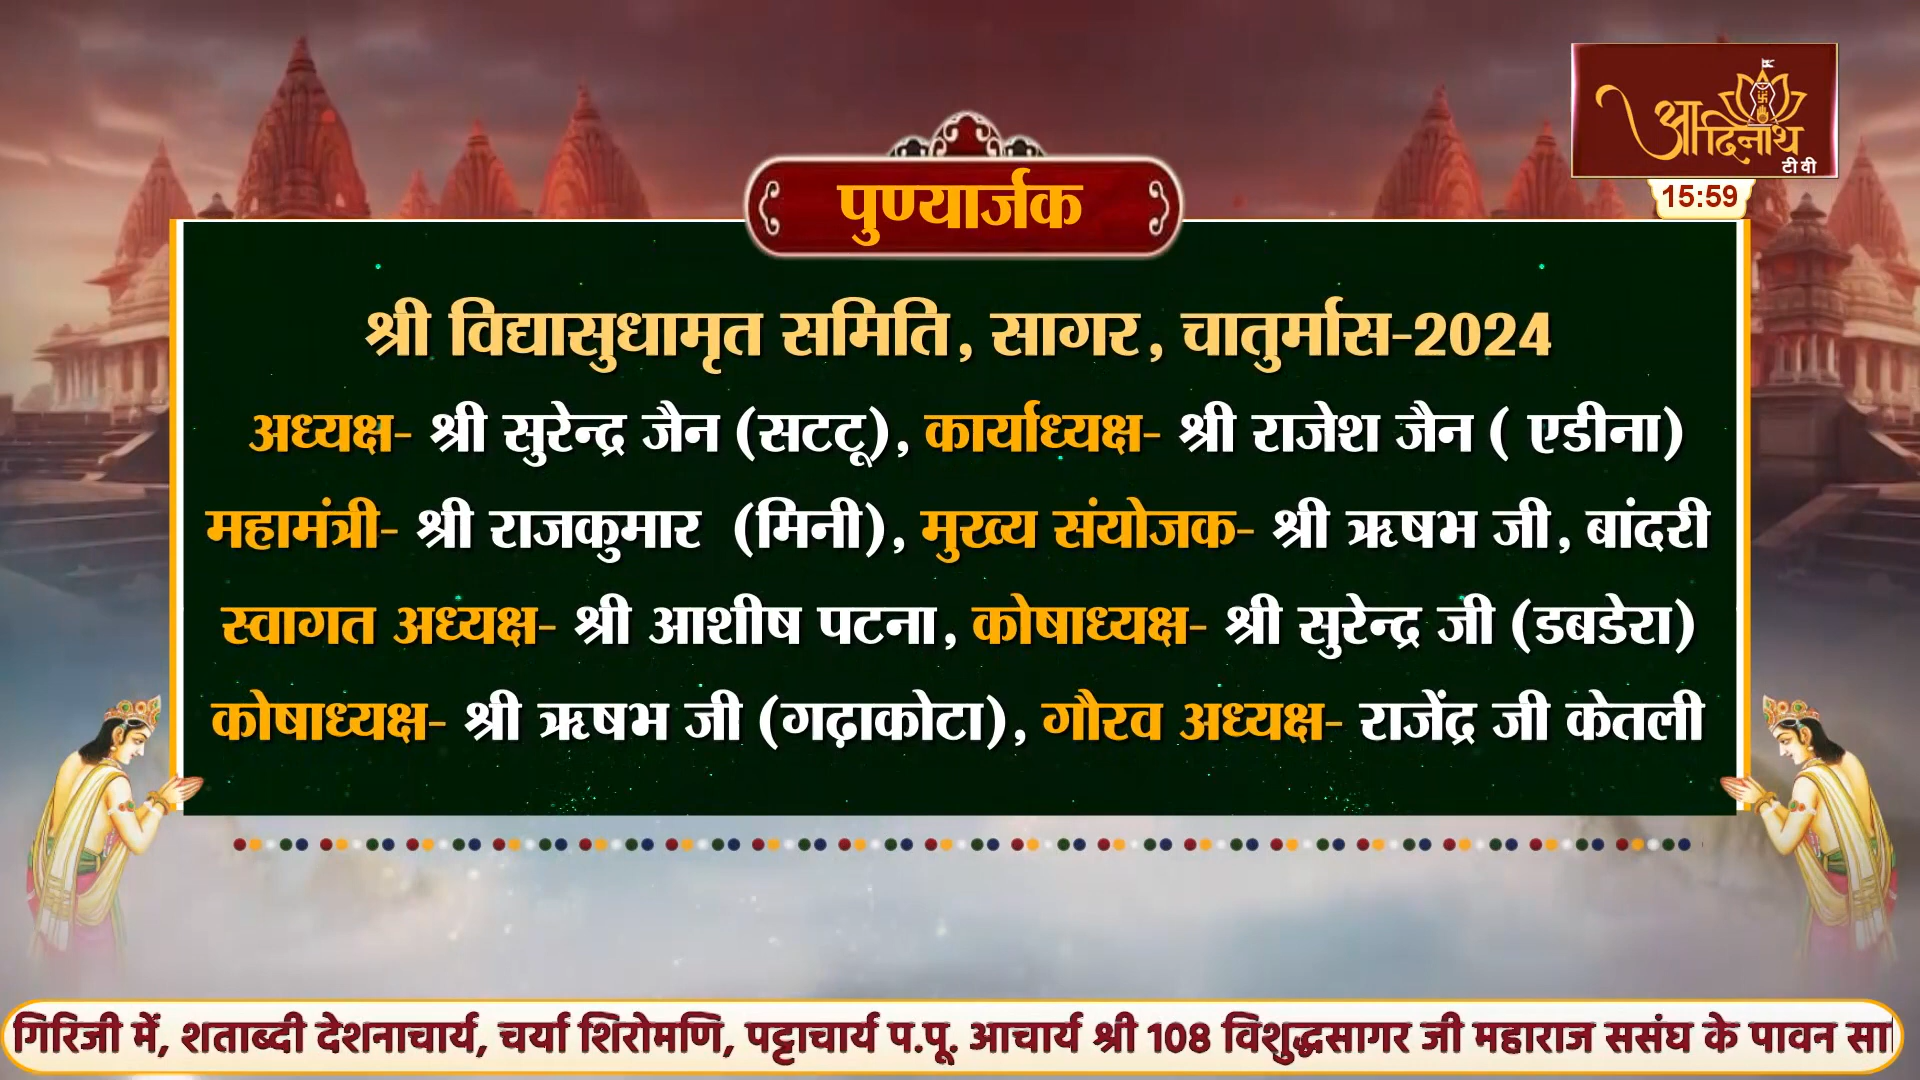 आदिनाथ
टी वी
15:59
पुण्यार्जक
श्री विद्यासुधामृत समिति, सागर, चातुर्मास-2024
अध्यक्ष- श्री सुरेन्द्र जैन (सटटू), कार्याध्यक्ष- श्री राजेश जैन ( एडीना)
महामंत्री- श्री राजकुमार (मिनी), मुख्य संयोजक- श्री ऋषभ जी, बांदरी
स्वागत अध्यक्ष- श्री आशीष पटना, कोषाध्यक्ष- श्री सुरेन्द्र जी (डबडेरा)
कोषाध्यक्ष- श्री ऋषभ जी (गढ़ाकोटा), गौरव अध्यक्ष- राजेंद्र जी केतली
गिरिजी में, शताब्दी देशनाचार्य, चर्या शिरोमणि, पट्टाचार्य प.पू. आचार्य श्री 108 विशुद्धसागर जी महाराज ससंघ के पावन सा